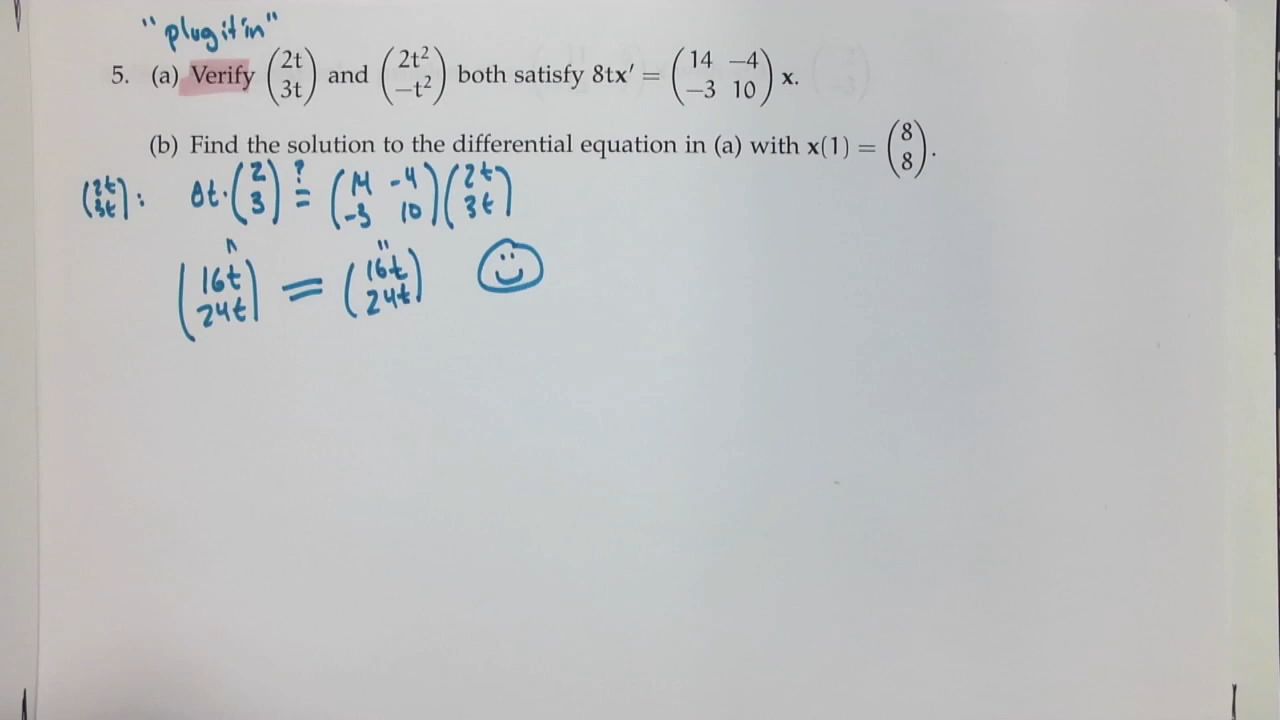 "plug it in"
5. (a) Verify (2t 3t) and (2t² −t²) both satisfy 8tx′ = (14 −4 −3 10) x.
(b) Find the solution to the differential equation in (a) with x(1) = (8 8).
(2t 3t): 8t·(2 3) ?= (14 -4 -3 10)(2t 3t)
(16t 24t) = (16t 24t)